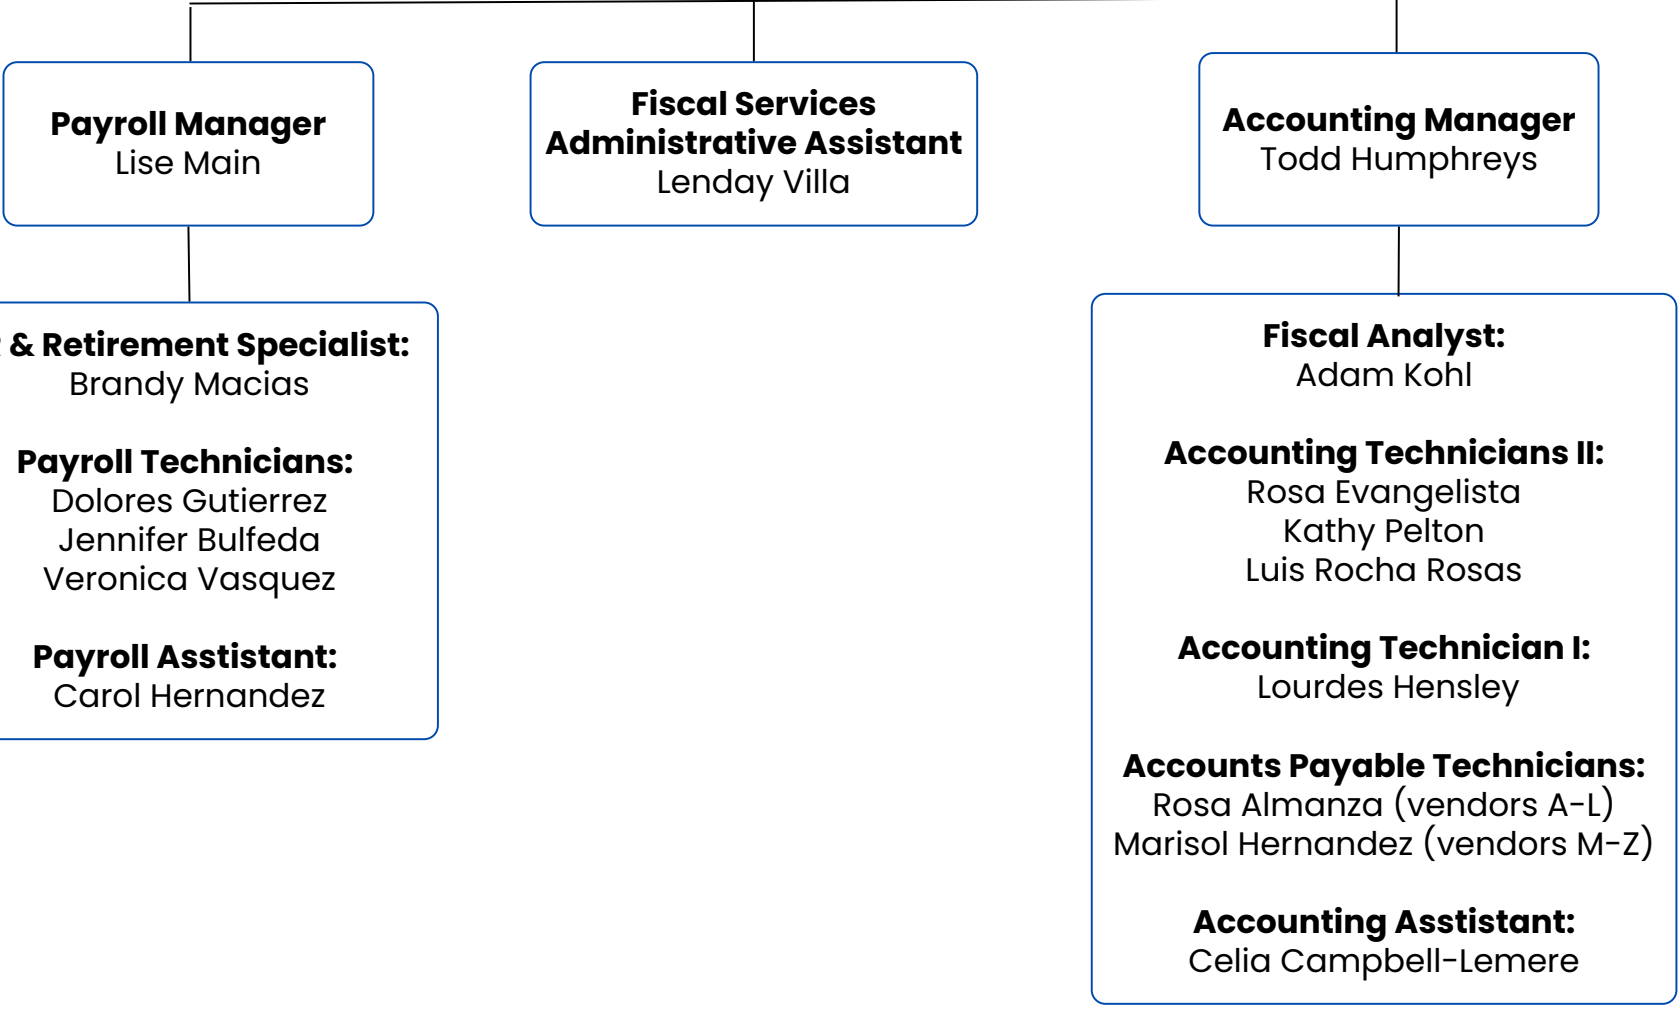 Payroll Manager
Lise Main
Fiscal Services
Administrative Assistant
Lenday Villa
Accounting Manager
Todd Humphreys
& Retirement Specialist:
Brandy Macias
Payroll Technicians:
Dolores Gutierrez
Jennifer Bulfeda
Veronica Vasquez
Payroll Asstistant:
Carol Hernandez
Fiscal Analyst:
Adam Kohl
Accounting Technicians II:
Rosa Evangelista
Kathy Pelton
Luis Rocha Rosas
Accounting Technician I:
Lourdes Hensley
Accounts Payable Technicians:
Rosa Almanza (vendors A-L)
Marisol Hernandez (vendors M-Z)
Accounting Asstistant:
Celia Campbell-Lemere